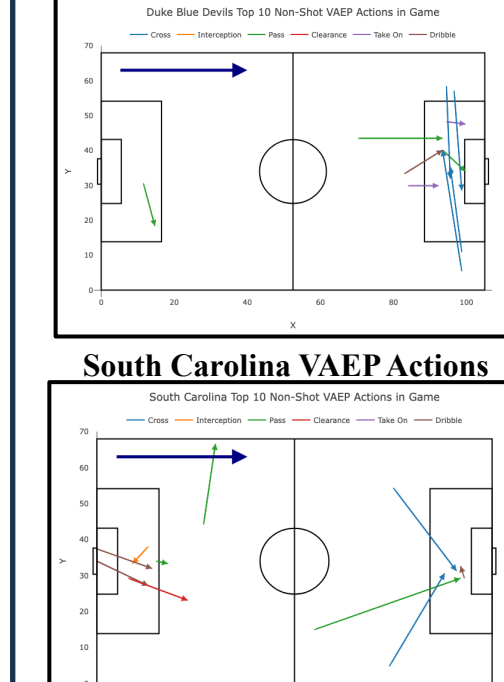 Duke Blue Devils Top 10 Non-Shot VAEP Actions in Game
Cross Interception Pass Clearance Take On Dribble
70
60
50
40
30
20
10
0
Y
0 20 40 60 80 100
X
South Carolina VAEP Actions
South Carolina Top 10 Non-Shot VAEP Actions in Game
Cross Interception Pass Clearance Take On Dribble
70
60
50
40
30
20
10
Y